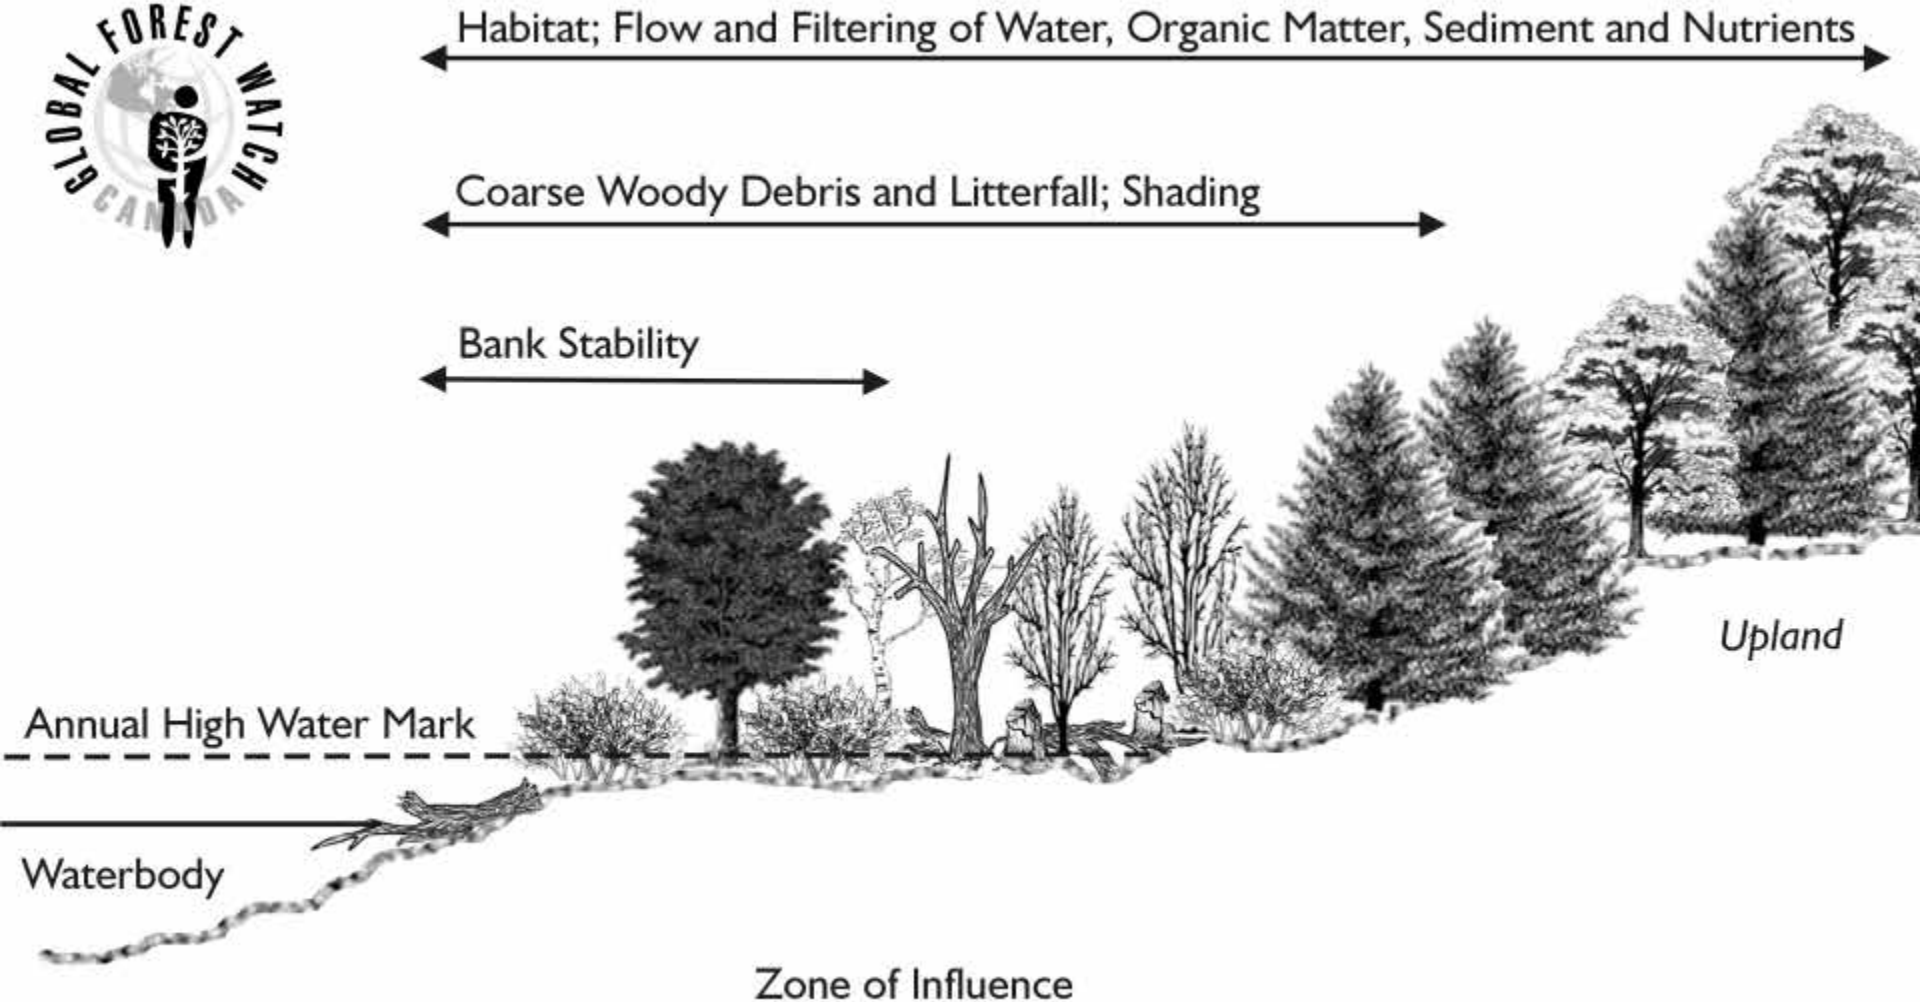 GLOBAL FOREST WATCH
CANADA
Habitat; Flow and Filtering of Water, Organic Matter, Sediment and Nutrients
Coarse Woody Debris and Litterfall; Shading
Bank Stability
Upland
Annual High Water Mark
Waterbody
Zone of Influence